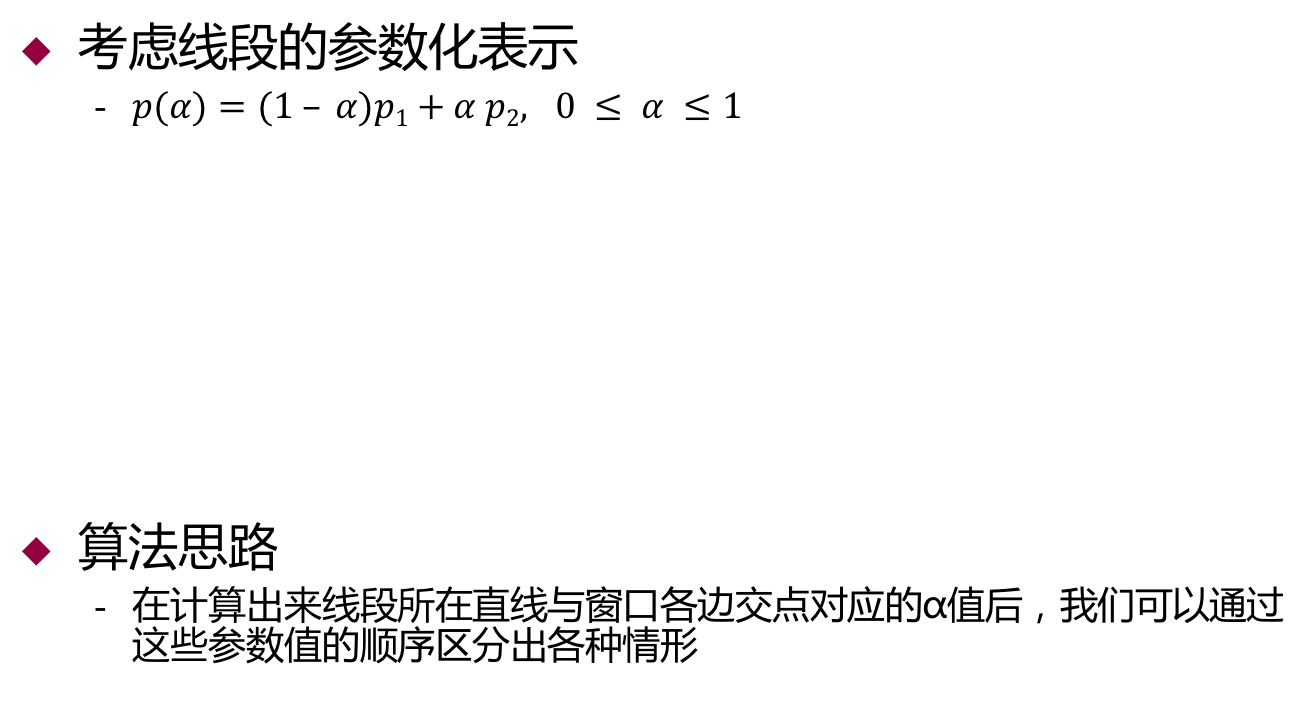 ◆ 考虑线段的参数化表示
- p(α) = (1 – α)p₁ + α p₂, 0 ≤ α ≤ 1
◆ 算法思路
- 在计算出来线段所在直线与窗口各边交点对应的α值后，我们可以通过
这些参数值的顺序区分出各种情形